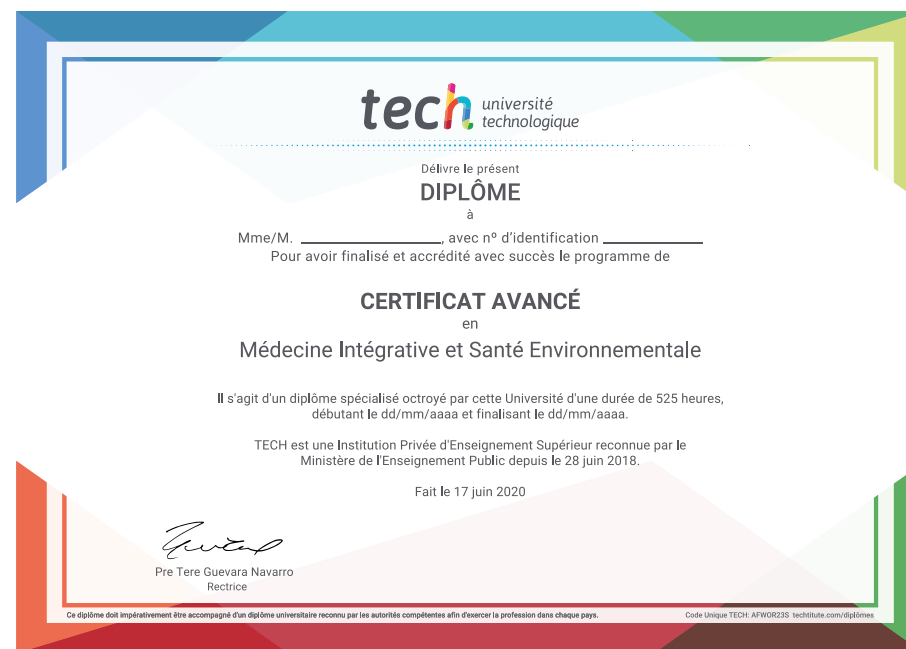 tech université
technologique
Délivre le présent
DIPLÔME
à
Mme/M. ____________________, avec nº d'identification ______________
Pour avoir finalisé et accrédité avec succès le programme de
CERTIFICAT AVANCÉ
en
Médecine Intégrative et Santé Environnementale
Il s'agit d'un diplôme spécialisé octroyé par cette Université d'une durée de 525 heures,
débutant le dd/mm/aaaa et finalisant le dd/mm/aaaa.
TECH est une Institution Privée d'Enseignement Supérieur reconnue par le
Ministère de l'Enseignement Public depuis le 28 juin 2018.
Fait le 17 juin 2020
Pre Tere Guevara Navarro
Rectrice
Ce diplôme doit impérativement être accompagné d'un diplôme universitaire reconnu par les autorités compétentes afin d'exercer la profession dans chaque pays.
Code Unique TECH: AFWOR23S techtitute.com/diplômes